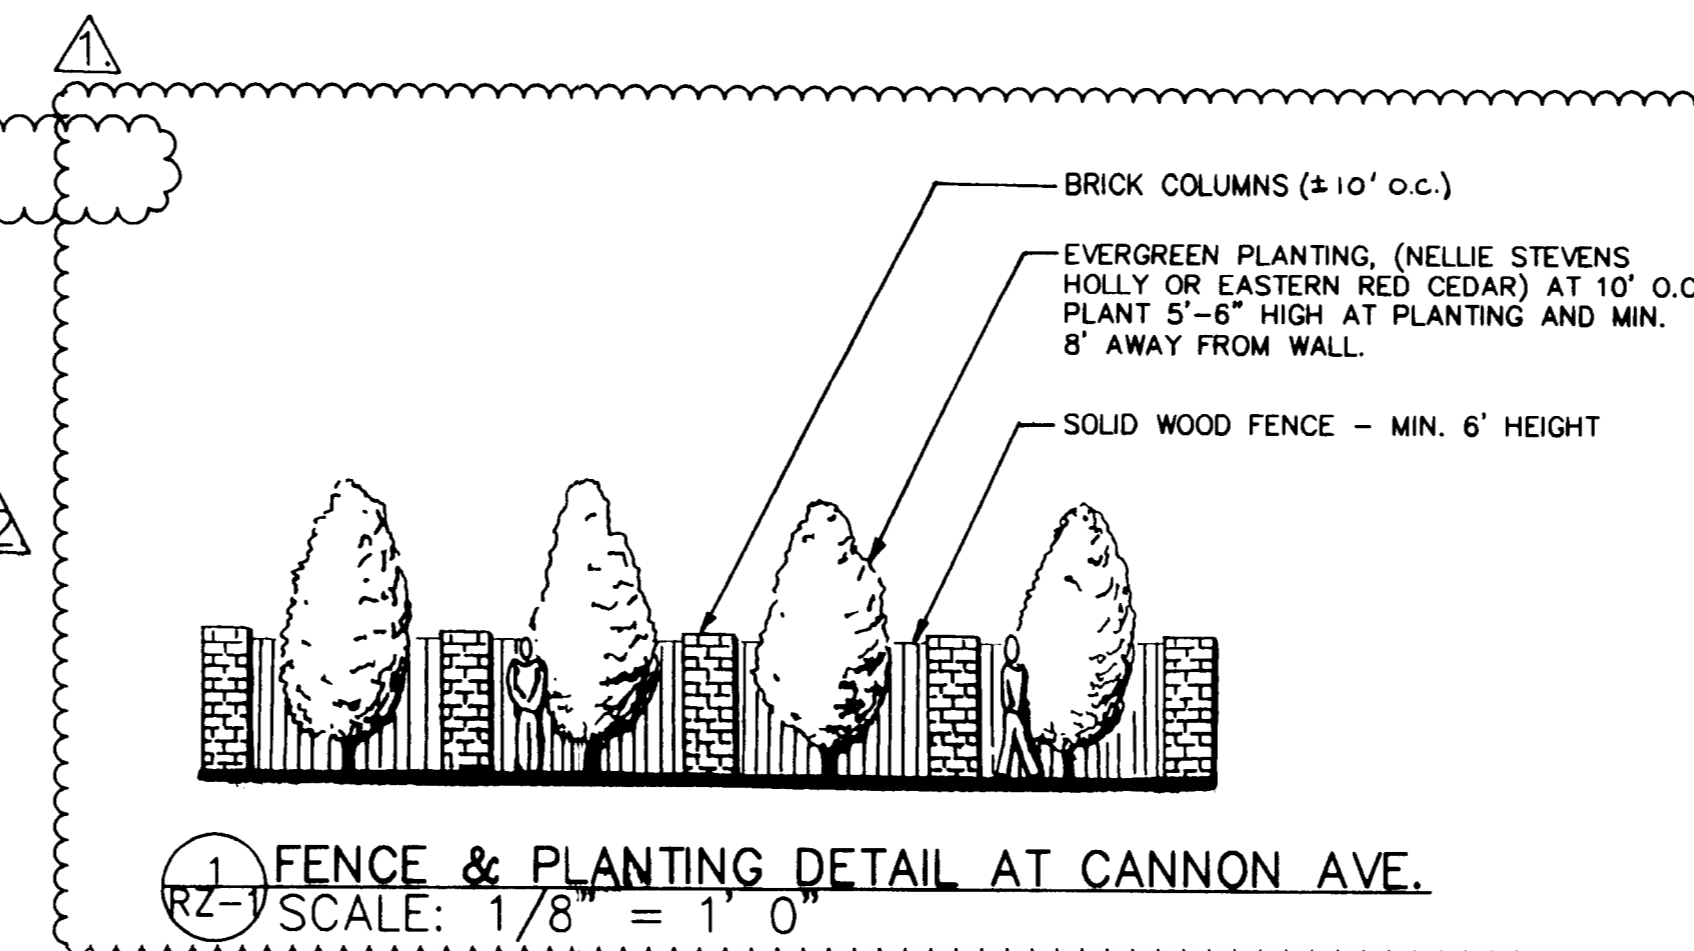 1.
BRICK COLUMNS (± 10' O.C.)
EVERGREEN PLANTING, (NELLIE STEVENS
HOLLY OR EASTERN RED CEDAR) AT 10' O.C
PLANT 5'-6" HIGH AT PLANTING AND MIN.
8' AWAY FROM WALL.
SOLID WOOD FENCE - MIN. 6' HEIGHT
2
1 FENCE & PLANTING DETAIL AT CANNON AVE.
RZ-1 SCALE: 1/8" = 1' 0"